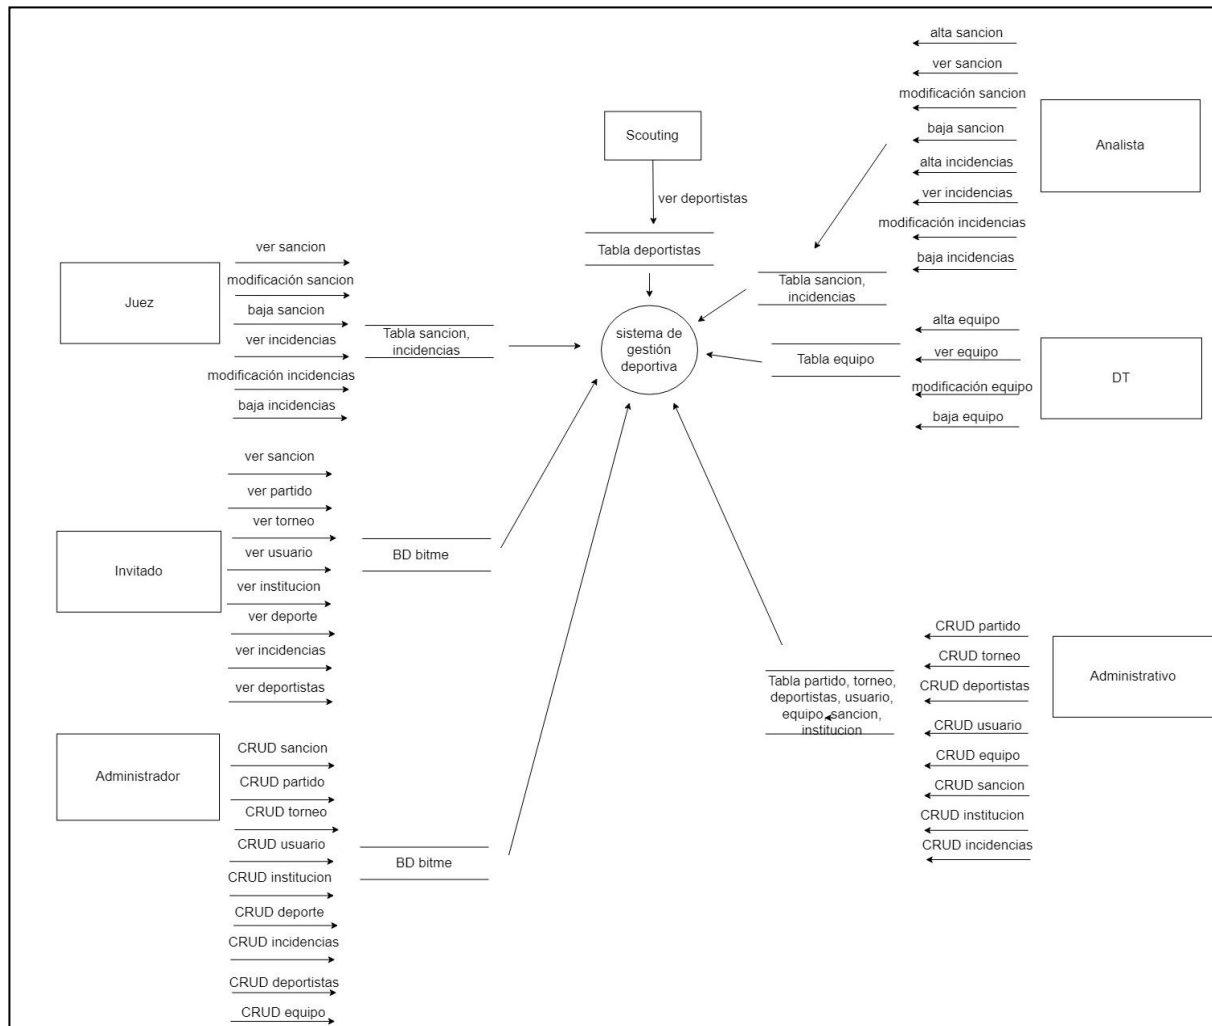 alta sancion
ver sancion
modificación sancion
baja sancion
alta incidencias
ver incidencias
modificación incidencias
baja incidencias
Analista
Scouting
ver deportistas
Tabla deportistas
Tabla sancion,
incidencias
ver sancion
modificación sancion
baja sancion
ver incidencias
modificación incidencias
baja incidencias
Juez
Tabla sancion,
incidencias
sistema de
gestión
deportiva
Tabla equipo
alta equipo
ver equipo
modificación equipo
baja equipo
DT
ver sancion
ver partido
ver torneo
ver usuario
ver institucion
ver deporte
ver incidencias
ver deportistas
Invitado
BD bitme
Tabla partido, torneo,
deportistas, usuario,
equipo, sancion,
institucion
CRUD partido
CRUD torneo
CRUD deportistas
CRUD usuario
CRUD equipo
CRUD sancion
CRUD institucion
CRUD incidencias
Administrativo
Administrador
CRUD sancion
CRUD partido
CRUD torneo
CRUD usuario
CRUD institucion
CRUD deporte
CRUD incidencias
CRUD deportistas
CRUD equipo
BD bitme